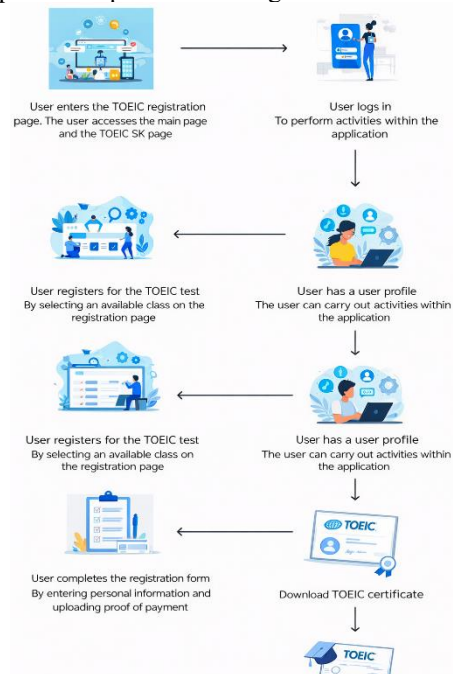 User enters the TOEIC registration
page. The user accesses the main page
and the TOEIC SK page
User logs in
To perform activities within the
application
User registers for the TOEIC test
By selecting an available class on the
registration page
User has a user profile
The user can carry out activities within
the application
User registers for the TOEIC test
By selecting an available class on
the registration page
User has a user profile
The user can carry out activities within
the application
User completes the registration form
By entering personal information and
uploading proof of payment
TOEIC
Download TOEIC certificate
TOEIC